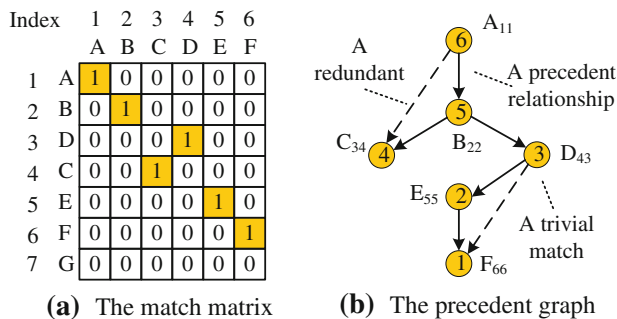 Index 1 2 3 4 5 6
A B C D E F
1 A 1 0 0 0 0 0
2 B 0 1 0 0 0 0
3 D 0 0 0 1 0 0
4 C 0 0 1 0 0 0
5 E 0 0 0 0 1 0
6 F 0 0 0 0 0 1
7 G 0 0 0 0 0 0
(a) The match matrix
A11
6
A redundant
A precedent relationship
5
B22
C34
4
3
D43
E55
2
A trivial match
1
F66
(b) The precedent graph